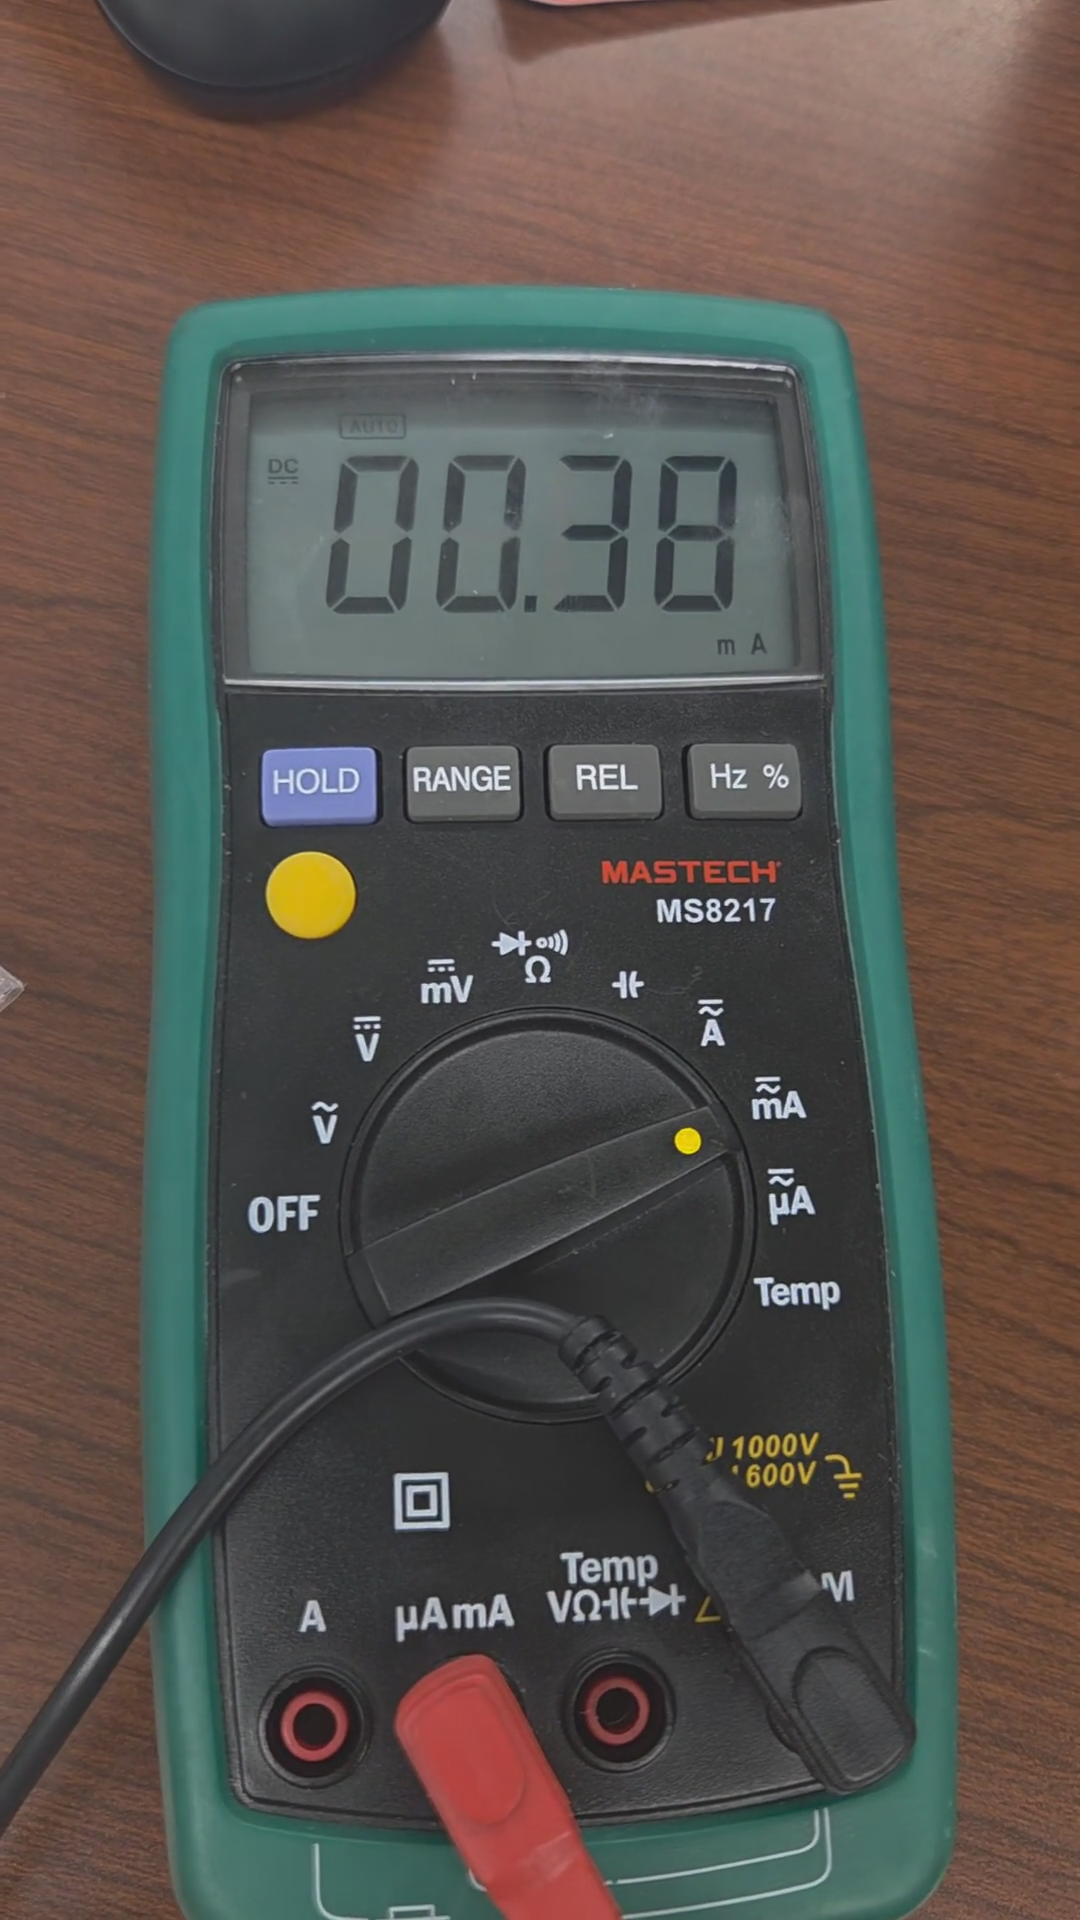 AUTO
DC
00.38
m A
HOLD RANGE REL Hz %
MASTECH
MS8217
Ω
mV
A
V
mA
V
µA
OFF
Temp
1000V
600V
Temp
A µA mA VΩ